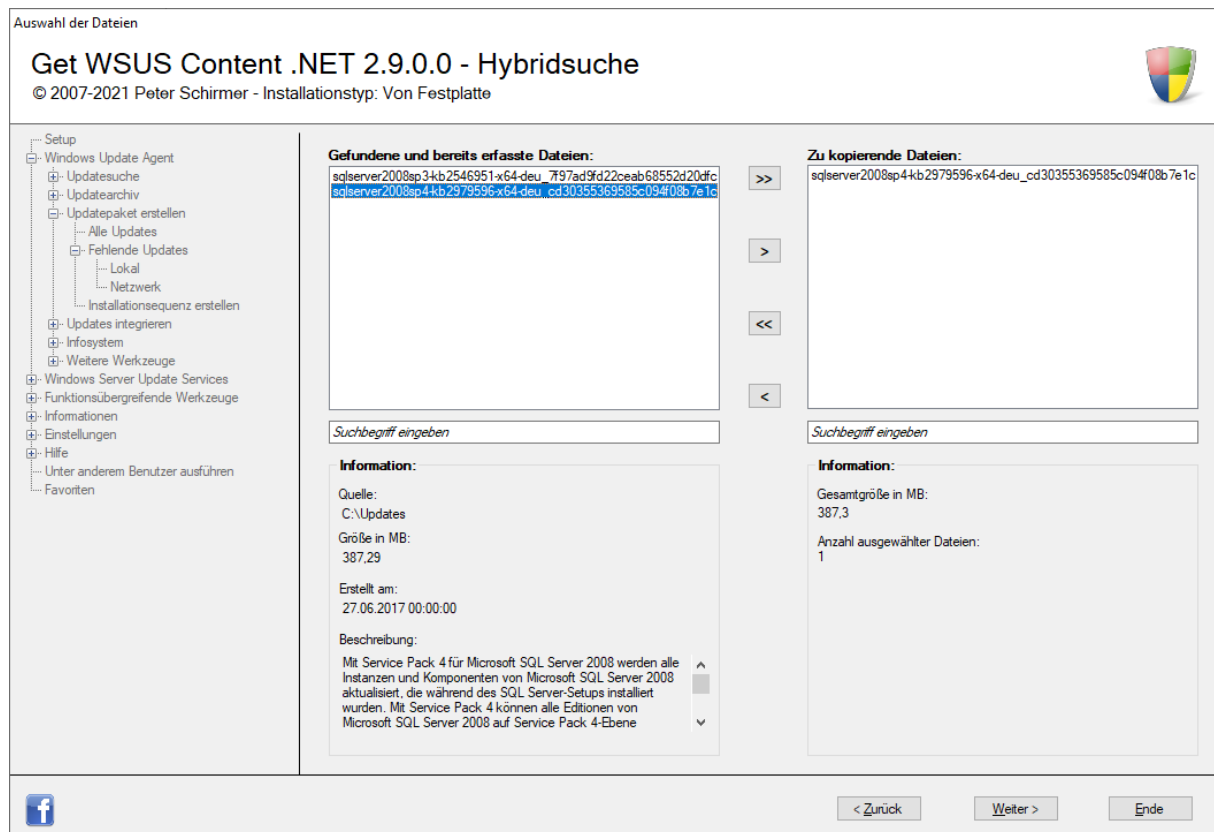 Auswahl der Dateien
Get WSUS Content .NET 2.9.0.0 - Hybridsuche
© 2007-2021 Peter Schirmer - Installationstyp: Von Festplatte
Setup
Windows Update Agent
Updatesuche
Updatearchiv
Updatepaket erstellen
Alle Updates
Fehlende Updates
Lokal
Netzwerk
Installationsequenz erstellen
Updates integrieren
Infosystem
Weitere Werkzeuge
Windows Server Update Services
Funktionsübergreifende Werkzeuge
Informationen
Einstellungen
Hilfe
Unter anderem Benutzer ausführen
Favoriten
Gefundene und bereits erfasste Dateien:
sqlserver2008sp3-kb2546951-x64-deu_7f97ad9fd22ceab68552d20dfc
sqlserver2008sp4-kb2979596-x64-deu_cd30355369585c094f08b7e1c
Suchbegriff eingeben
Information:
Quelle:
C:\Updates
Größe in MB:
387,29
Erstellt am:
27.06.2017 00:00:00
Beschreibung:
Mit Service Pack 4 für Microsoft SQL Server 2008 werden alle
Instanzen und Komponenten von Microsoft SQL Server 2008
aktualisiert, die während des SQL Server-Setups installiert
wurden. Mit Service Pack 4 können alle Editionen von
Microsoft SQL Server 2008 auf Service Pack 4-Ebene
>>
>
<<
<
Zu kopierende Dateien:
sqlserver2008sp4-kb2979596-x64-deu_cd30355369585c094f08b7e1c
Suchbegriff eingeben
Information:
Gesamtgröße in MB:
387,3
Anzahl ausgewählter Dateien:
1
< Zurück
Weiter >
Ende